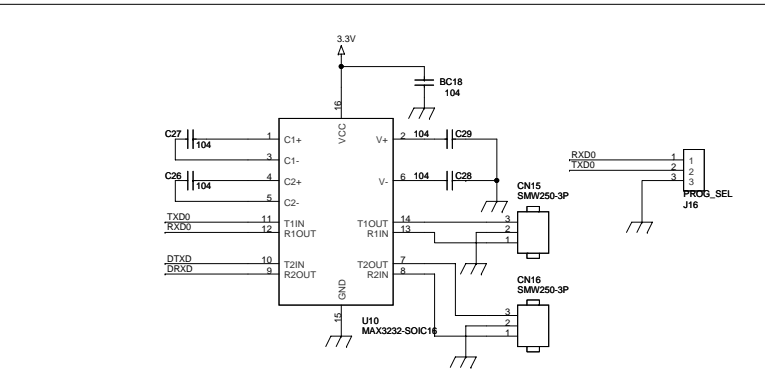 3.3V
BC18
104
16
VCC
C27
104
1
C1+
V+
2
104
C29
3
C1-
C26
104
4
C2+
V-
6
104
C28
5
C2-
TXD0
11
T1IN
T1OUT
14
RXD0
12
R1OUT
R1IN
13
DTXD
10
T2IN
T2OUT
7
DRXD
9
R2OUT
R2IN
8
GND
15
U10
MAX3232-SOIC16
CN15
SMW250-3P
3
2
1
CN16
SMW250-3P
3
2
1
RXD0
1
1
TXD0
2
2
3
3
PROG_SEL
J16